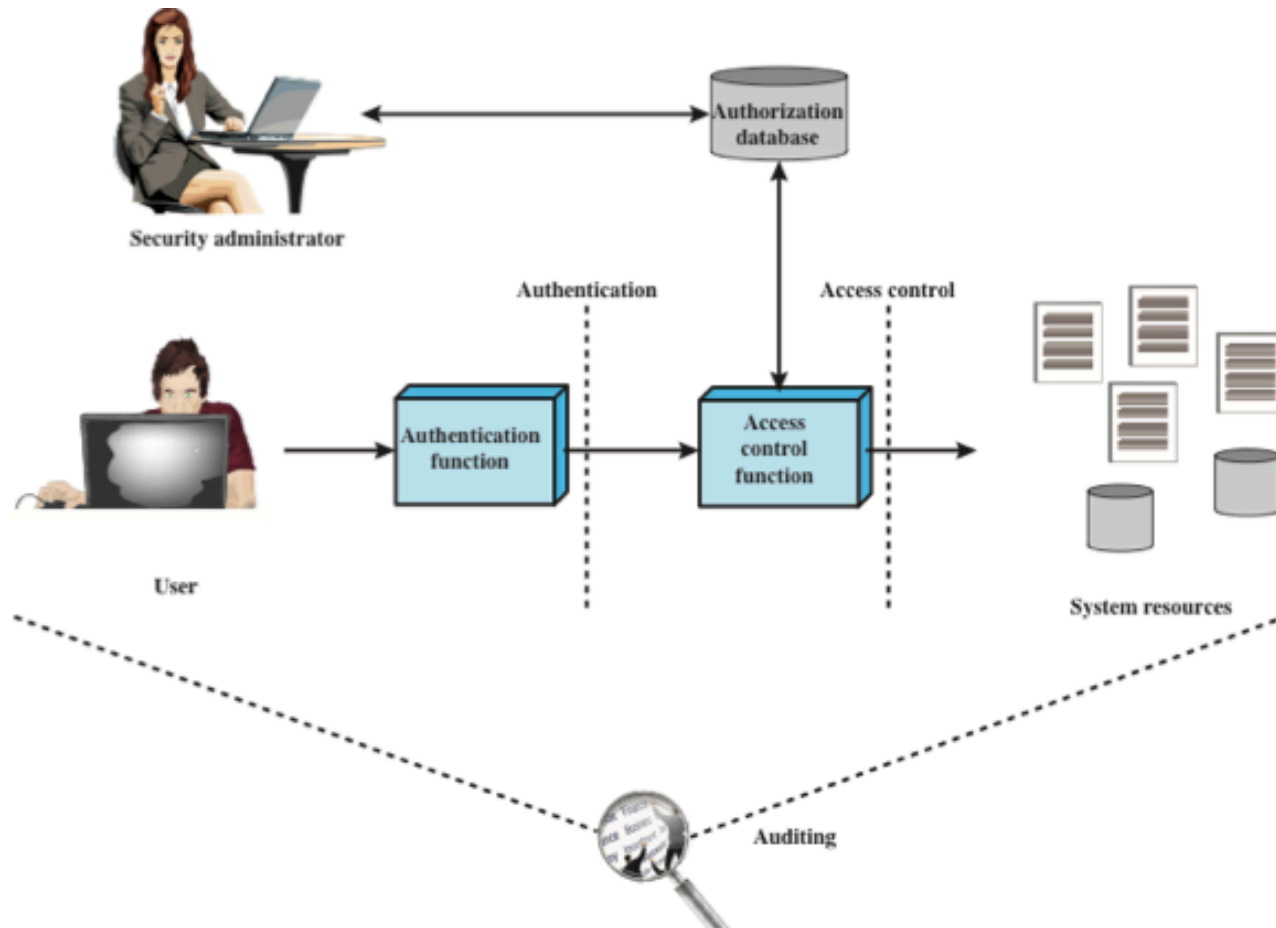 Authorization
database
Security administrator
Authentication
Access control
Authentication
function
Access
control
function
User
System resources
Auditing